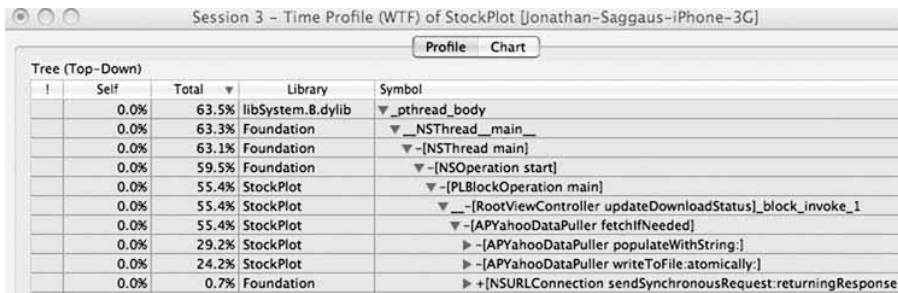 Session 3 - Time Profile (WTF) of StockPlot [Jonathan-Saggaus-iPhone-3G]
Profile Chart
Tree (Top-Down)
! Self Total Library Symbol
0.0% 63.5% libSystem.B.dylib _pthread_body
0.0% 63.3% Foundation __NSThread__main__
0.0% 63.1% Foundation -[NSThread main]
0.0% 59.5% Foundation -[NSOperation start]
0.0% 55.4% StockPlot -[PLBlockOperation main]
0.0% 55.4% StockPlot __-[RootViewController updateDownloadStatus]_block_invoke_1
0.0% 55.4% StockPlot -[APYahooDataPuller fetchIfNeeded]
0.0% 29.2% StockPlot -[APYahooDataPuller populateWithString:]
0.0% 24.2% StockPlot -[APYahooDataPuller writeToFile:atomically:]
0.0% 0.7% Foundation +[NSURLConnection sendSynchronousRequest:returningResponse